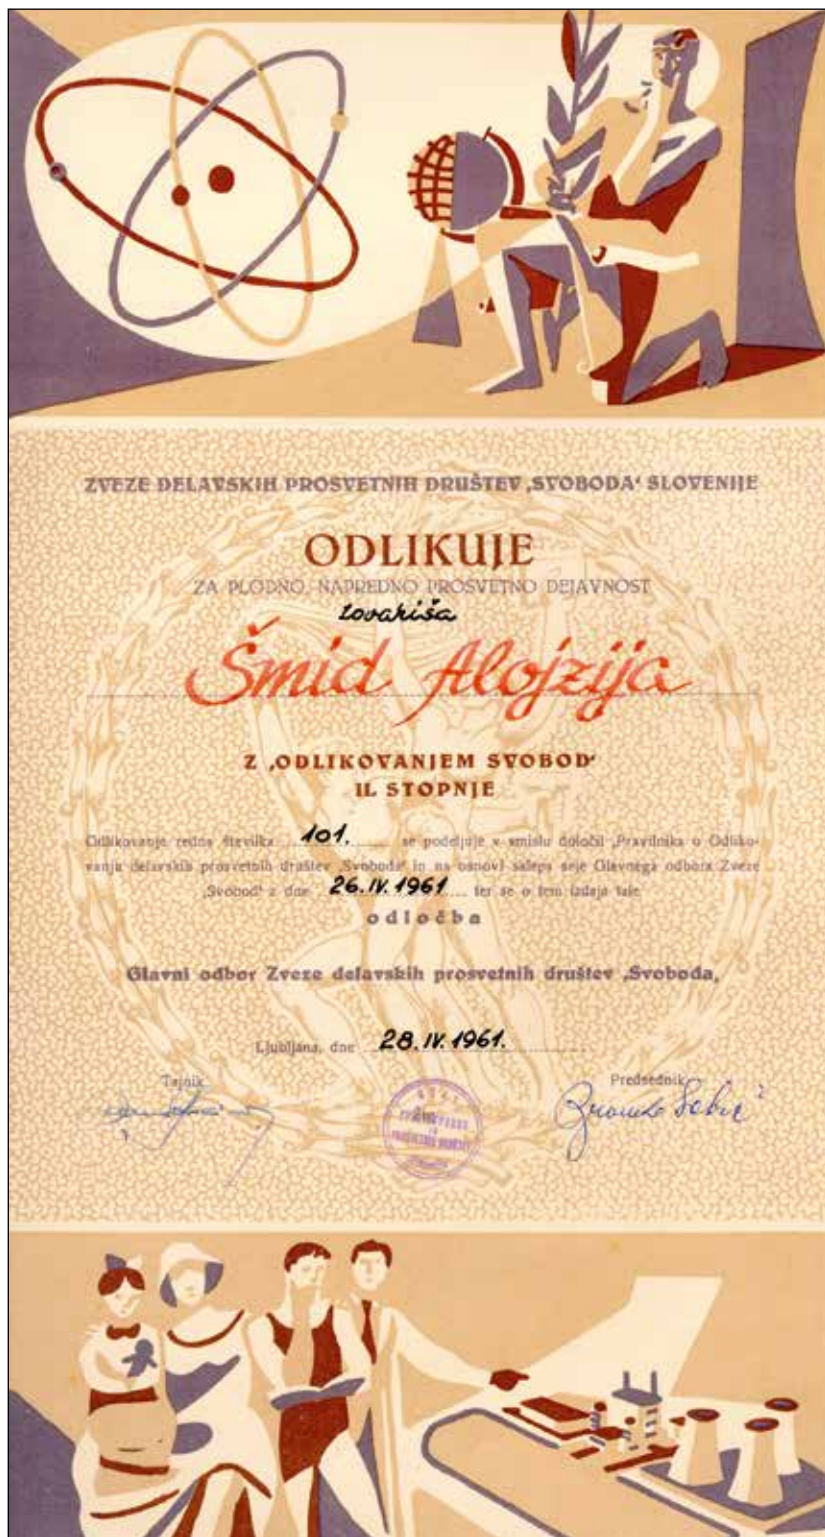 ZVEZE DELAVSKIH PROSVETNIH DRUŠTEV ‚SVOBODA‘ SLOVENIJE
ODLIKUJE
ZA PLODNO, NAPREDNO PROSVETNO DEJAVNOST
tovariša
Šmid Alojzija
Z ‚ODLIKOVANJEM SVOBOD‘
II. STOPNJE
Odlikovanje redna številka 101. se podeljuje v smislu določil ‚Pravilnika o Odliko-
vanju delavskih prosvetnih društev ‚Svoboda‘ in na osnovi sklepa seje Glavnega odbora Zveze
‚Svobod‘ z dne 26.IV.1961 ter se o tem izdaja tale
odločba
Glavni odbor Zveze delavskih prosvetnih društev ‚Svoboda‚
Ljubljana, dne 28.IV.1961.
Tajnik
Predsednik